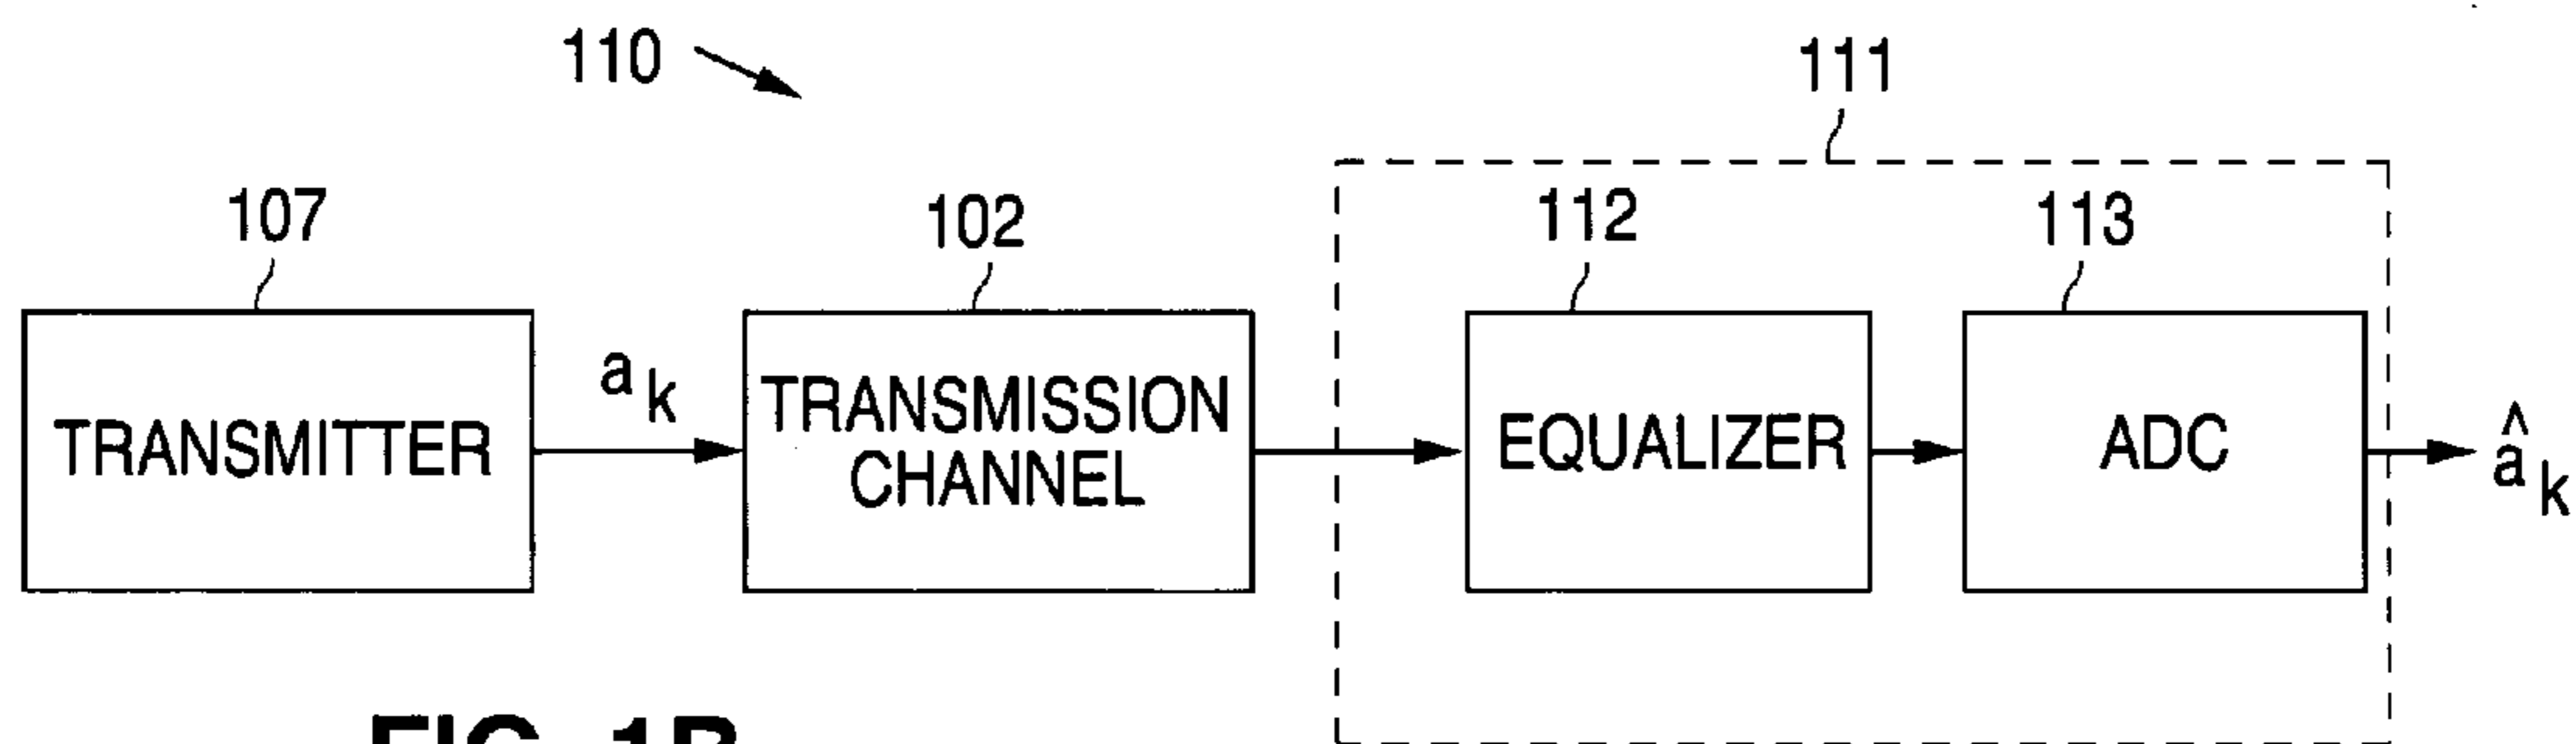 110
111
107
102
112
113
TRANSMITTER
a k
TRANSMISSION
CHANNEL
EQUALIZER
ADC
â k